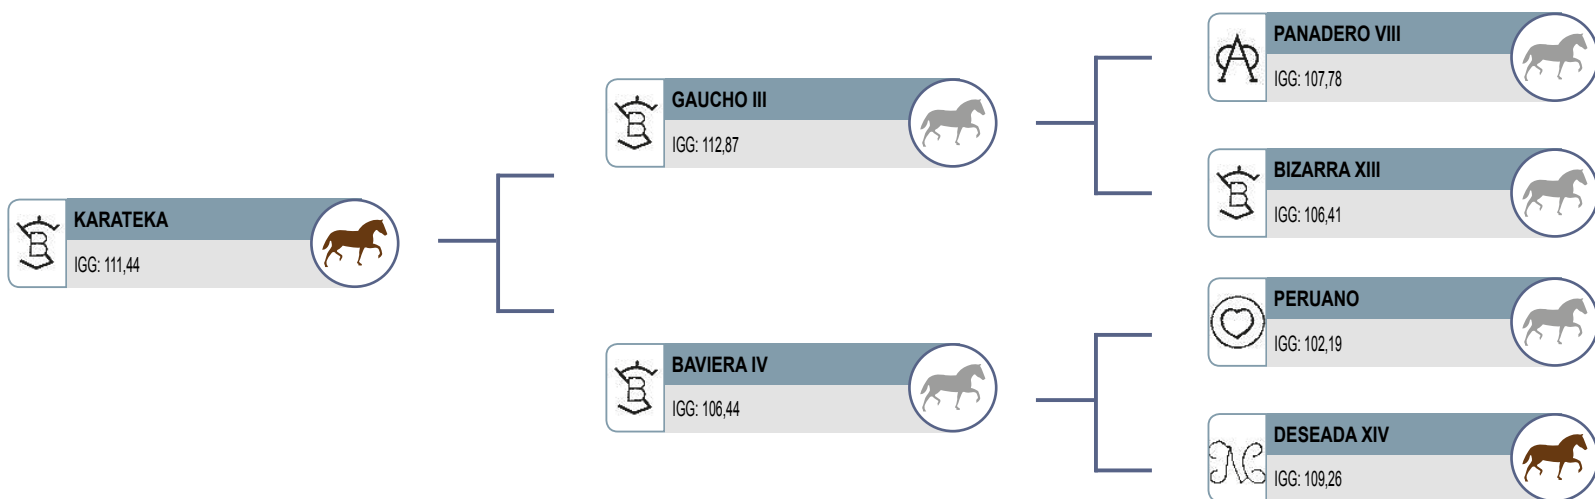 KARATEKA
IGG: 111,44
GAUCHO III
IGG: 112,87
BAVIERA IV
IGG: 106,44
PANADERO VIII
IGG: 107,78
BIZARRA XIII
IGG: 106,41
PERUANO
IGG: 102,19
DESEADA XIV
IGG: 109,26